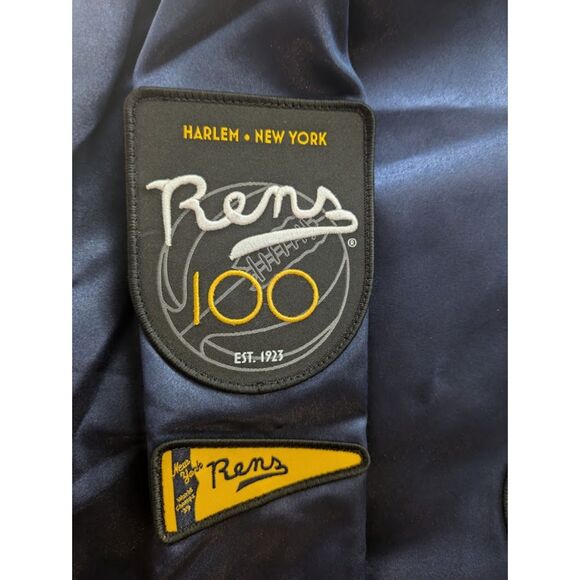 HARLEM • NEW YORK
Rens
®
100
EST. 1923
New York
World
Champs
'39
Rens